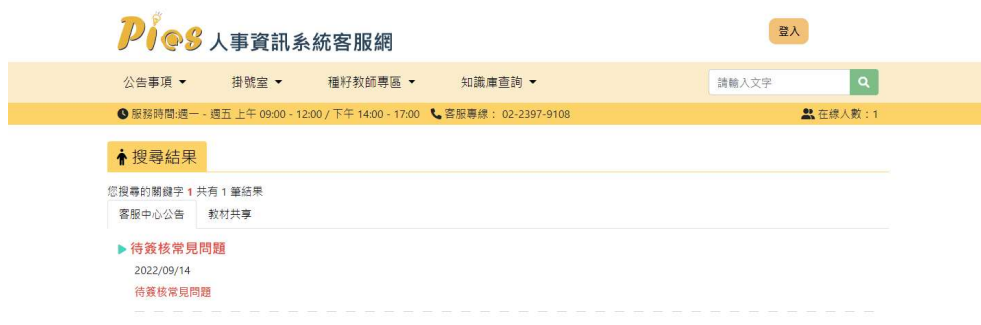 Pics 人事資訊系統客服網
登入
公告事項 掛號室 種籽教師專區 知識庫查詢 請輸入文字
服務時間:週一 - 週五 上午 09:00 - 12:00 / 下午 14:00 - 17:00 客服專線： 02-2397-9108 在線人數：1
搜尋結果
您搜尋的關鍵字 1 共有 1 筆結果
客服中心公告 教材共享
待簽核常見問題
2022/09/14
待簽核常見問題